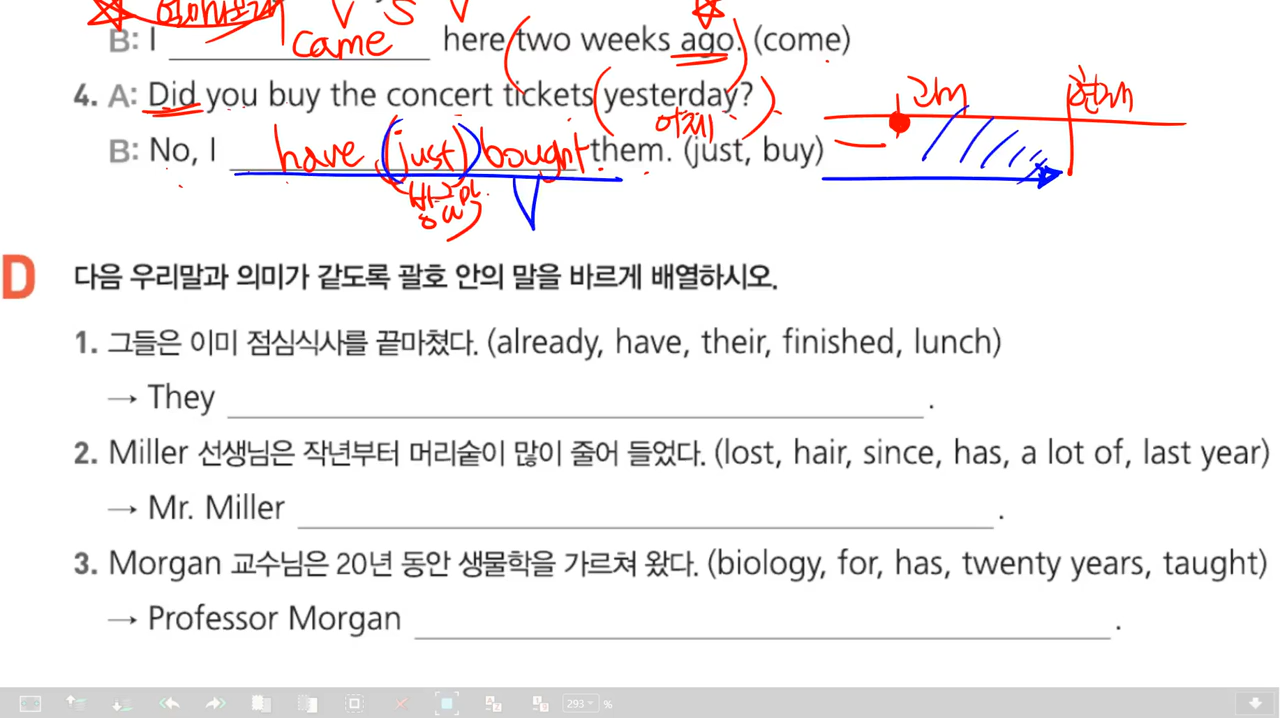 B: I came here two weeks ago. (come)
4. A: Did you buy the concert tickets yesterday?
어제
과거
현재
B: No, I have (just) bought them. (just, buy)
D 다음 우리말과 의미가 같도록 괄호 안의 말을 바르게 배열하시오.
1. 그들은 이미 점심식사를 끝마쳤다. (already, have, their, finished, lunch)
→ They .
2. Miller 선생님은 작년부터 머리숱이 많이 줄어 들었다. (lost, hair, since, has, a lot of, last year)
→ Mr. Miller .
3. Morgan 교수님은 20년 동안 생물학을 가르쳐 왔다. (biology, for, has, twenty years, taught)
→ Professor Morgan .
293 %